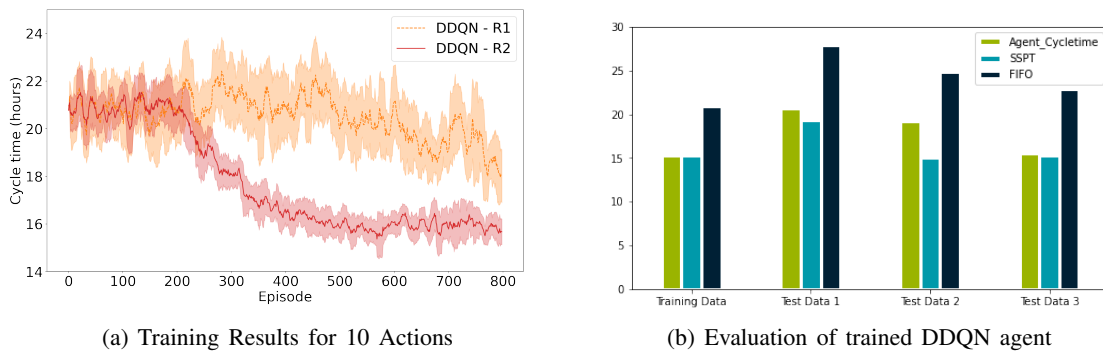 24
22
20
18
16
14
Cycle time (hours)
0 100 200 300 400 500 600 700 800
Episode
DDQN - R1
DDQN - R2
(a) Training Results for 10 Actions
30
25
20
15
10
5
0
Agent_Cycletime
SSPT
FIFO
Training Data Test Data 1 Test Data 2 Test Data 3
(b) Evaluation of trained DDQN agent